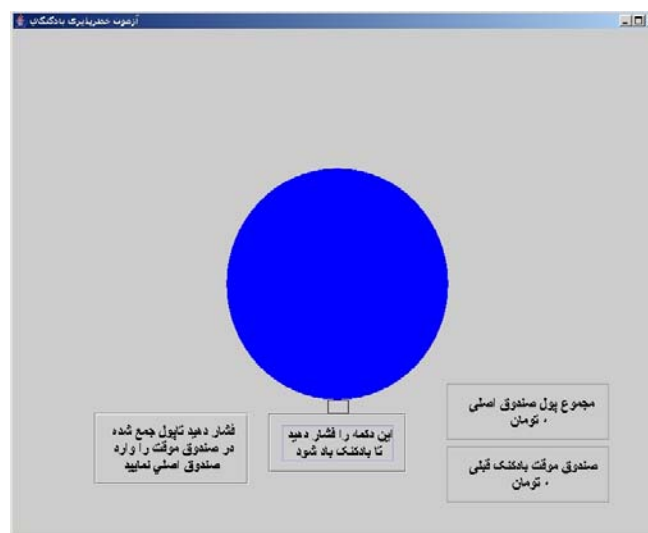 آزمون خطرپذیری بادکنکی
مجموع پول صندوق اصلی
۰ تومان
صندوق موقت بادکنک قبلی
۰ تومان
این دکمه را فشار دهید
تا بادکنک باد شود
فشار دهید تاپول جمع شده
در صندوق موقت را وارد
صندوق اصلي نمایید